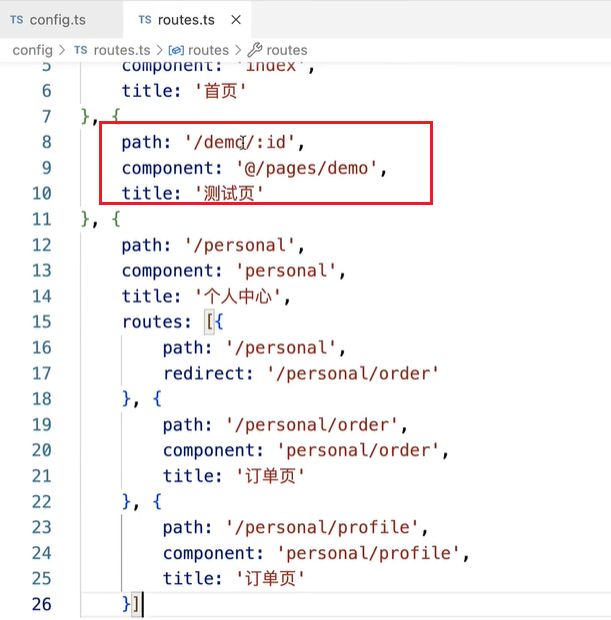 TS config.ts TS routes.ts ×
config > TS routes.ts > routes > routes
5 component: 'index',
6 title: '首页'
7 }, {
8 path: '/demo/:id',
9 component: '@/pages/demo',
10 title: '测试页'
11 }, {
12 path: '/personal',
13 component: 'personal',
14 title: '个人中心',
15 routes: [{
16 path: '/personal',
17 redirect: '/personal/order'
18 }, {
19 path: '/personal/order',
20 component: 'personal/order',
21 title: '订单页'
22 }, {
23 path: '/personal/profile',
24 component: 'personal/profile',
25 title: '订单页'
26 }]